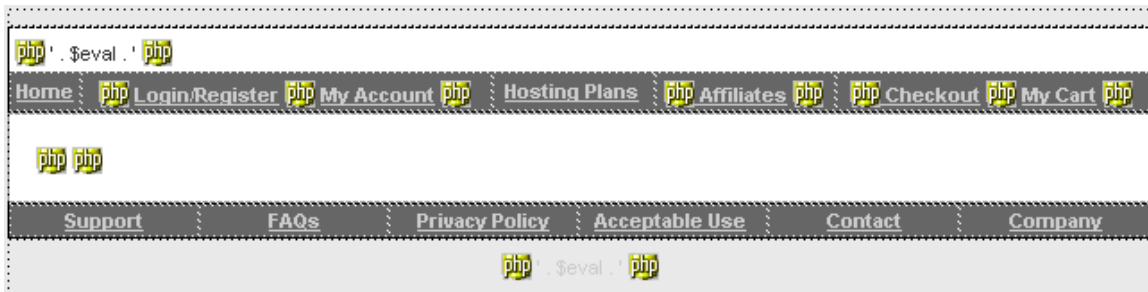 php ' . $eval . ' php
Home php Login/Register php My Account php Hosting Plans php Affiliates php php Checkout php My Cart php
php php
Support FAQs Privacy Policy Acceptable Use Contact Company
php ' . $eval . ' php